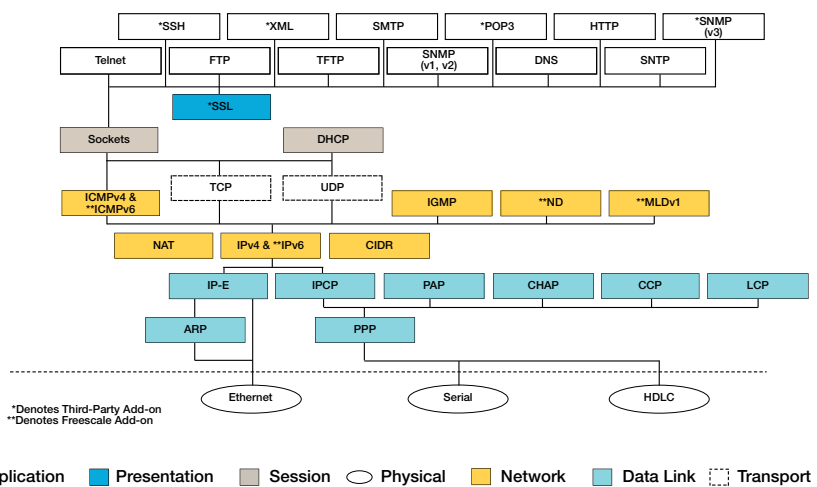 *SSH
*XML
SMTP
*POP3
HTTP
*SNMP
(v3)
Telnet
FTP
TFTP
SNMP
(v1, v2)
DNS
SNTP
*SSL
Sockets
DHCP
ICMPv4 &
**ICMPv6
TCP
UDP
IGMP
**ND
**MLDv1
NAT
IPv4 & **IPv6
CIDR
IP-E
IPCP
PAP
CHAP
CCP
LCP
ARP
PPP
Ethernet
Serial
HDLC
*Denotes Third-Party Add-on
**Denotes Freescale Add-on
plication
Presentation
Session
Physical
Network
Data Link
Transport